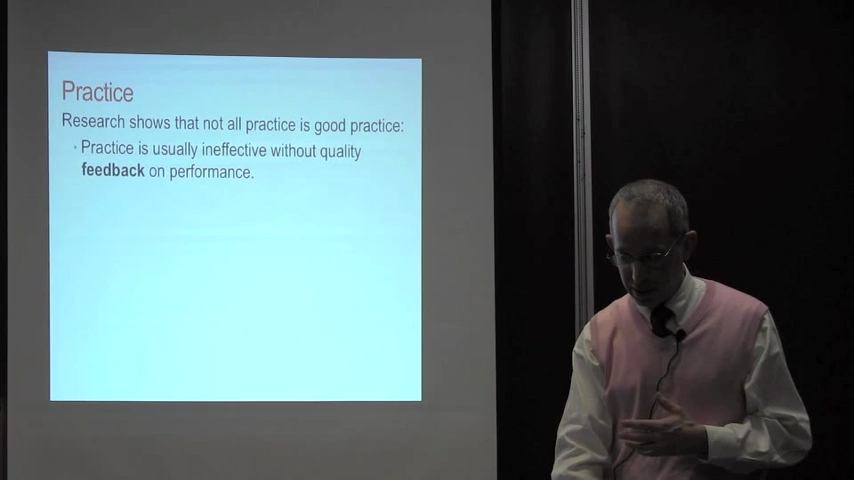 Practice
Research shows that not all practice is good practice:
• Practice is usually ineffective without quality
feedback on performance.